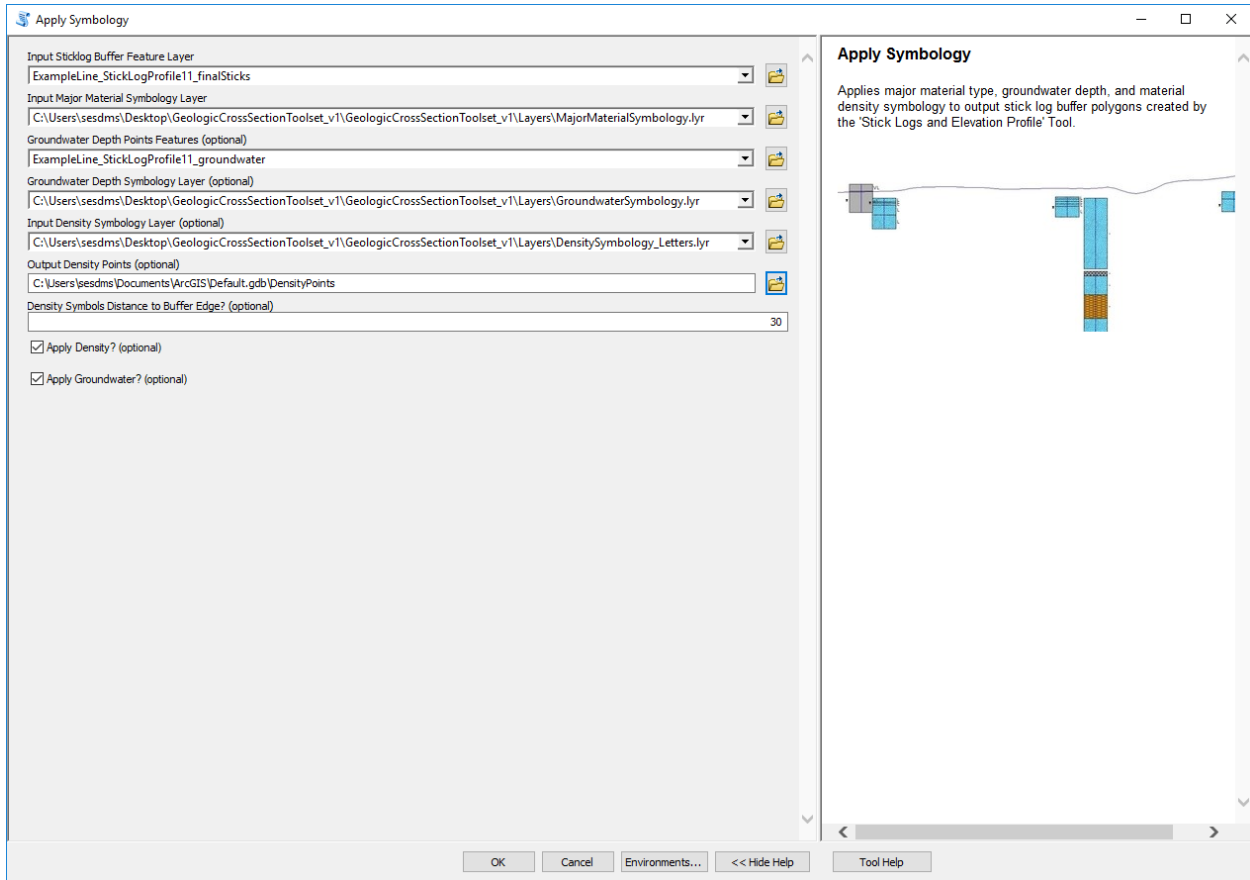 Apply Symbology
Input Sticklog Buffer Feature Layer
ExampleLine_StickLogProfile11_finalSticks
Input Major Material Symbology Layer
C:\Users\sesdms\Desktop\GeologicCrossSectionToolset_v1\GeologicCrossSectionToolset_v1\Layers\MajorMaterialSymbology.lyr
Groundwater Depth Points Features (optional)
ExampleLine_StickLogProfile11_groundwater
Groundwater Depth Symbology Layer (optional)
C:\Users\sesdms\Desktop\GeologicCrossSectionToolset_v1\GeologicCrossSectionToolset_v1\Layers\GroundwaterSymbology.lyr
Input Density Symbology Layer (optional)
C:\Users\sesdms\Desktop\GeologicCrossSectionToolset_v1\GeologicCrossSectionToolset_v1\Layers\DensitySymbology_Letters.lyr
Output Density Points (optional)
C:\Users\sesdms\Documents\ArcGIS\Default.gdb\DensityPoints
Density Symbols Distance to Buffer Edge? (optional)
30
Apply Density? (optional)
Apply Groundwater? (optional)
Apply Symbology
Applies major material type, groundwater depth, and material
density symbology to output stick log buffer polygons created by
the 'Stick Logs and Elevation Profile' Tool.
OK
Cancel
Environments...
<< Hide Help
Tool Help